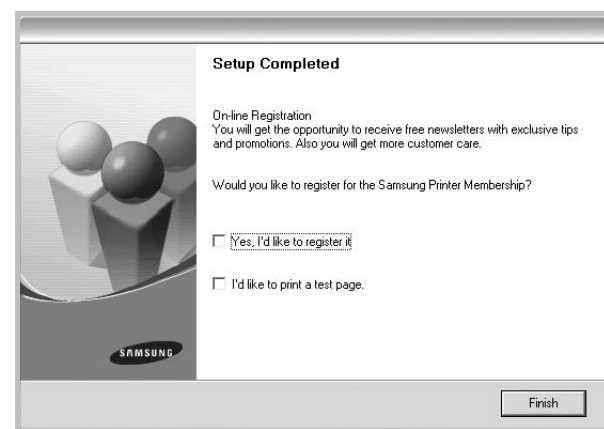 Setup Completed
On-line Registration
You will get the opportunity to receive free newsletters with exclusive tips
and promotions. Also you will get more customer care.
Would you like to register for the Samsung Printer Membership?
Yes, I'd like to register it
I'd like to print a test page.
SAMSUNG
Finish